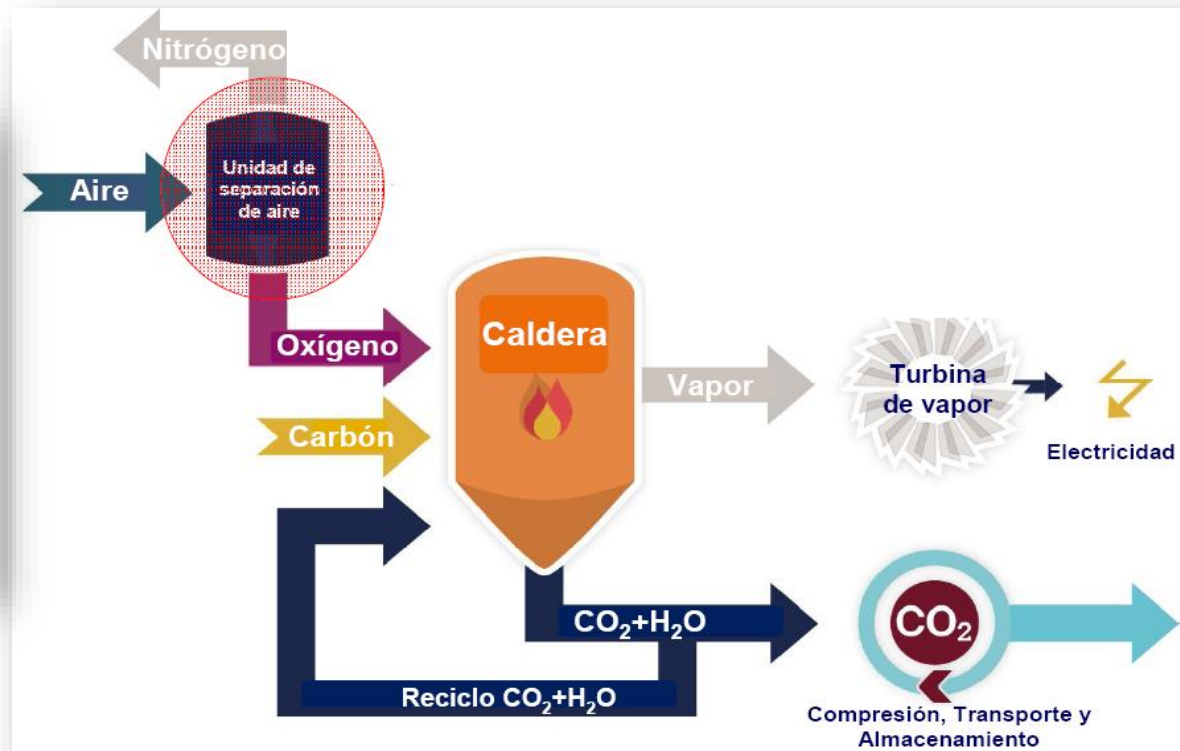 Nitrógeno
Unidad de
separación
de aire
Aire
Oxígeno
Caldera
Carbón
Vapor
Turbina
de vapor
Electricidad
CO₂+H₂O
CO₂
Reciclo CO₂+H₂O
Compresión, Transporte y
Almacenamiento